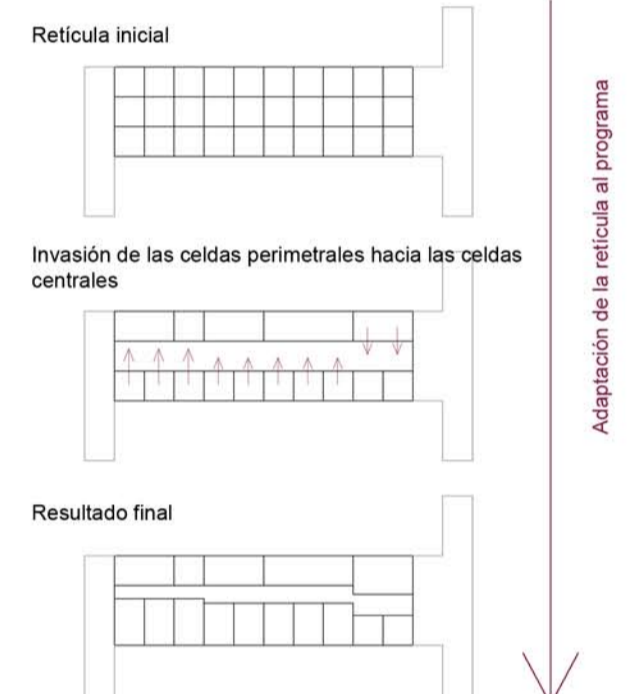 Retícula inicial
Invasión de las celdas perimetrales hacia las celdas
centrales
Resultado final
Adaptación de la retícula al programa